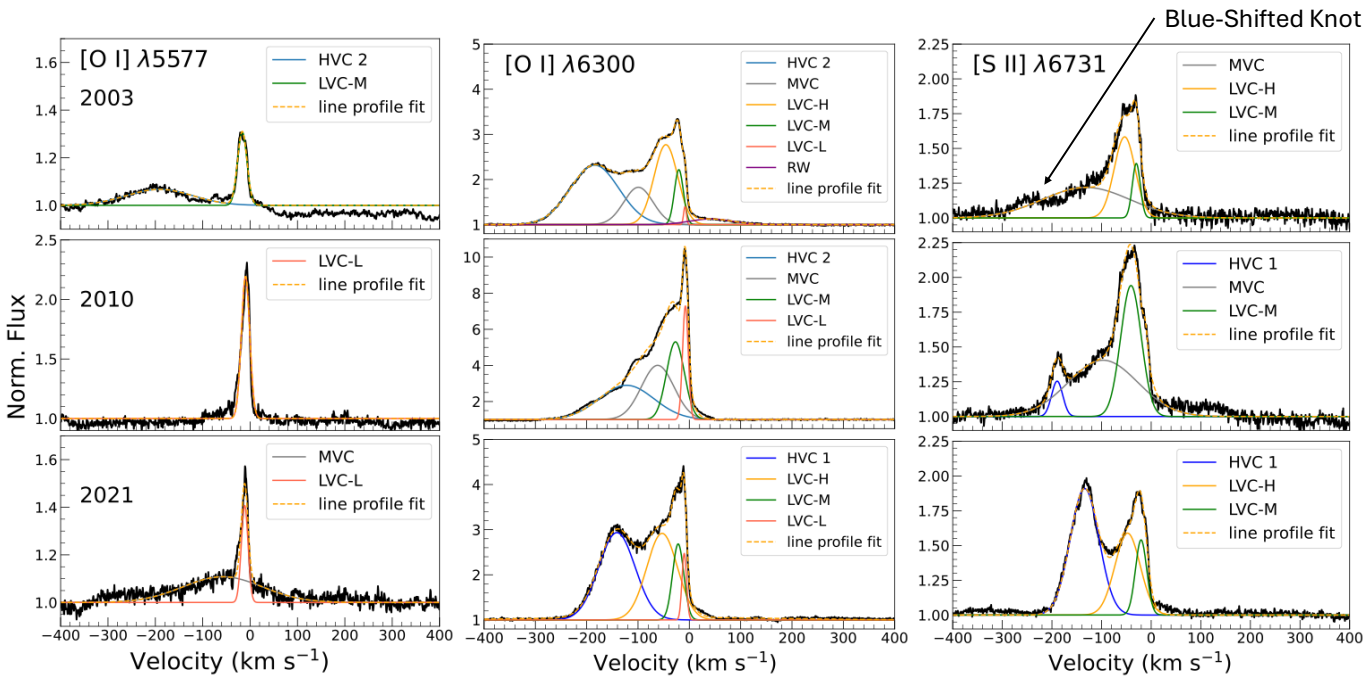 Blue-Shifted Knot
[O I] λ5577
2003
HVC 2
LVC-M
line profile fit
1.6
1.4
1.2
1.0
[O I] λ6300
HVC 2
MVC
LVC-H
LVC-M
LVC-L
RW
line profile fit
5
4
3
2
1
[S II] λ6731
MVC
LVC-H
LVC-M
line profile fit
2.25
2.00
1.75
1.50
1.25
1.00
Norm. Flux
2010
LVC-L
line profile fit
2.5
2.0
1.5
1.0
HVC 2
MVC
LVC-M
LVC-L
line profile fit
10
8
6
4
2
HVC 1
MVC
LVC-M
line profile fit
2.25
2.00
1.75
1.50
1.25
1.00
2021
MVC
LVC-L
line profile fit
1.6
1.4
1.2
1.0
−400 −300 −200 −100 0 100 200 300 400
Velocity (km s⁻¹)
HVC 1
LVC-H
LVC-M
LVC-L
line profile fit
5
4
3
2
1
−400 −300 −200 −100 0 100 200 300 400
Velocity (km s⁻¹)
HVC 1
LVC-H
LVC-M
line profile fit
2.25
2.00
1.75
1.50
1.25
1.00
−400 −300 −200 −100 0 100 200 300 400
Velocity (km s⁻¹)